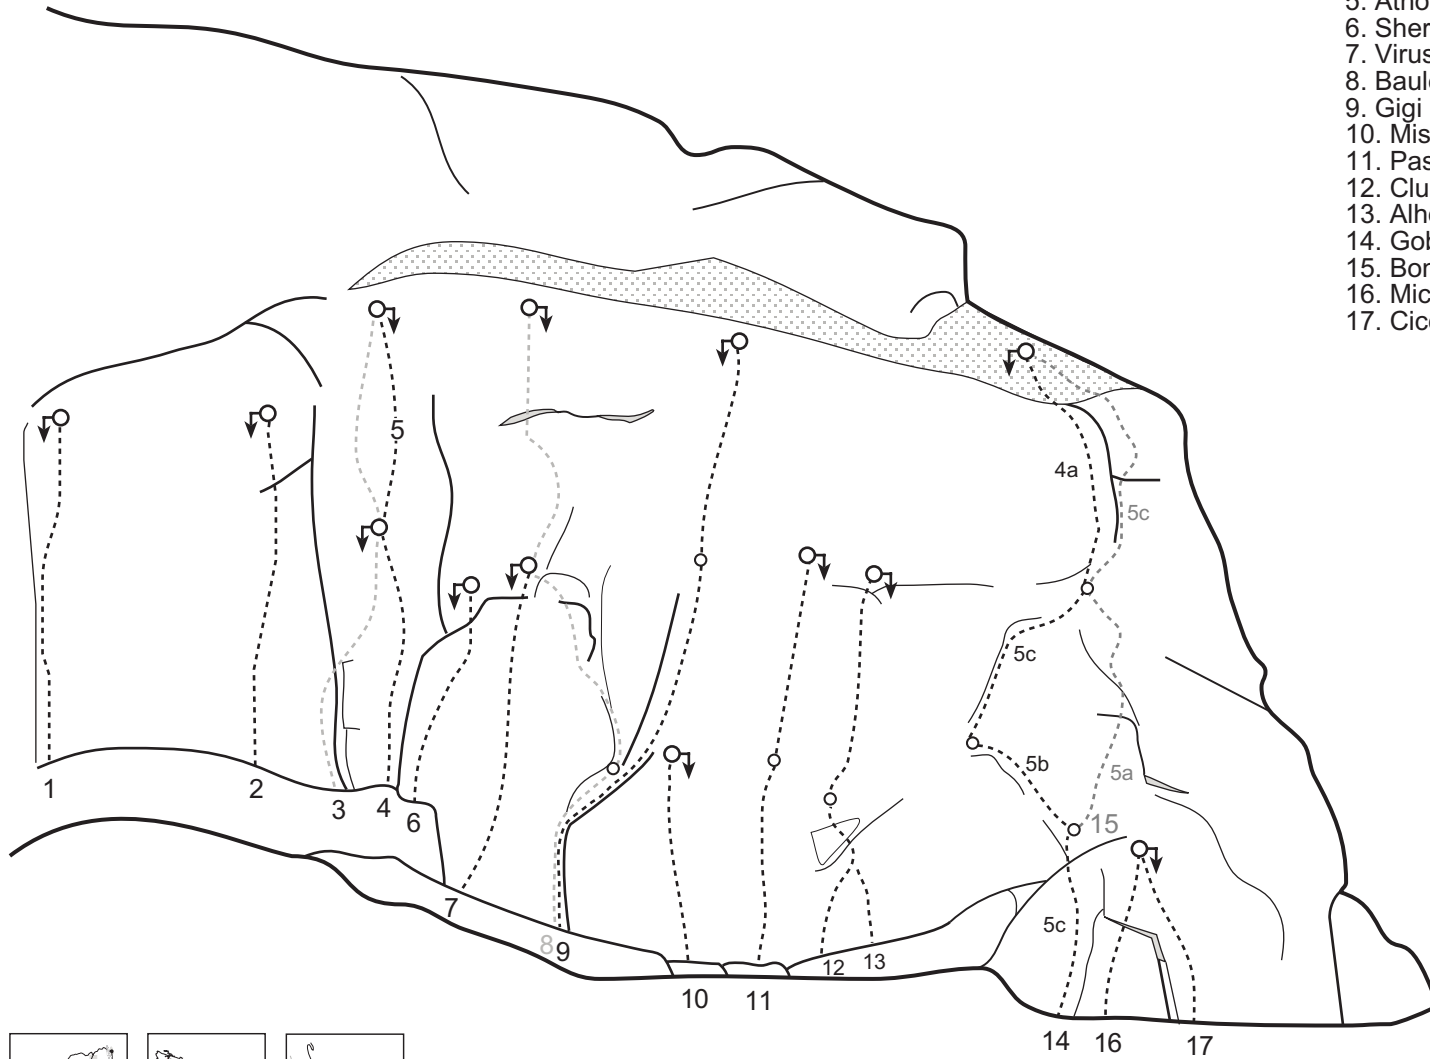 5. Atho
6. Sher
7. Virus
8. Baul
9. Gigi
10. Mis
11. Pas
12. Clu
13. Alh
14. Gob
15. Bor
16. Mic
17. Cic
5
4a
5c
5c
5b
5a
15
5c
1
2
3
4
6
7
8
9
10
11
12
13
14
16
17